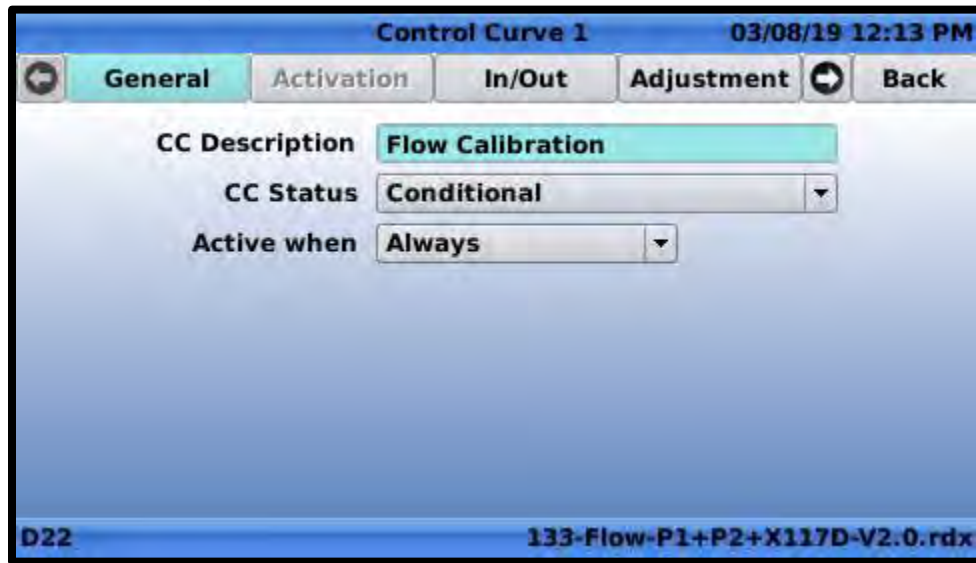 Control Curve 1 03/08/19 12:13 PM
General Activation In/Out Adjustment Back
CC Description Flow Calibration
CC Status Conditional
Active when Always
D22 133-Flow-P1+P2+X117D-V2.0.rdx